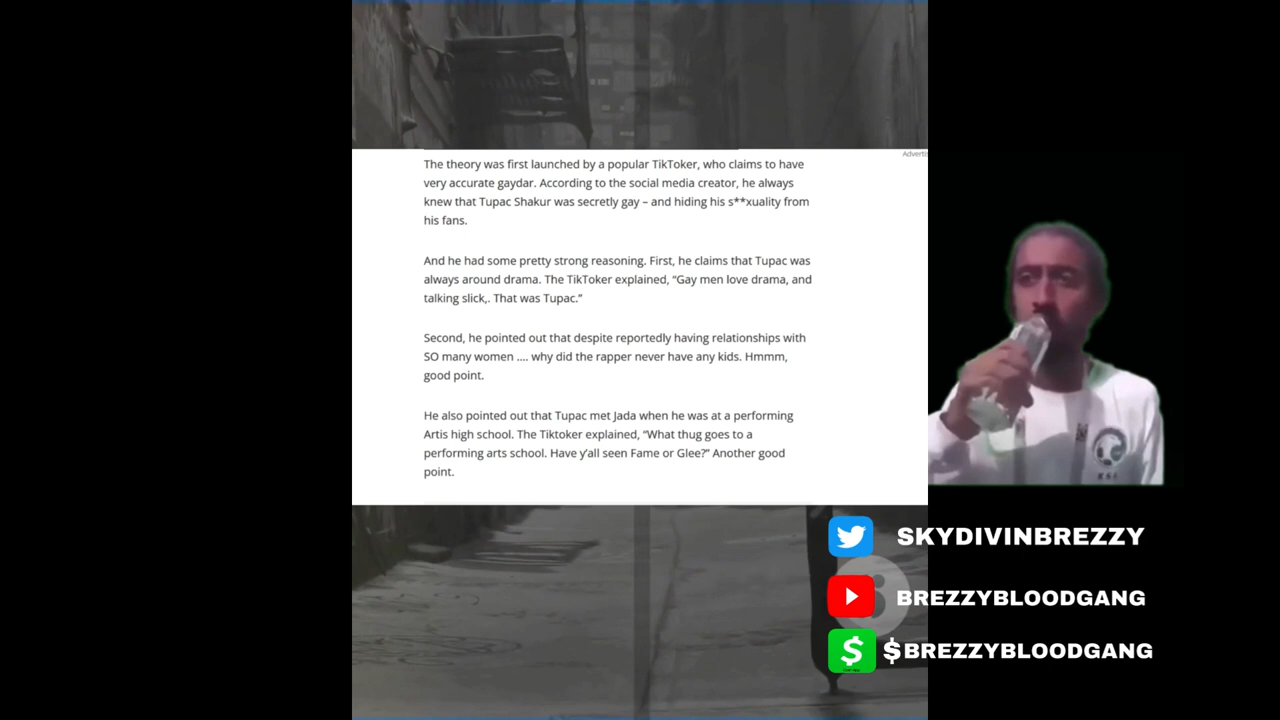 Adverti
The theory was first launched by a popular TikToker, who claims to have
very accurate gaydar. According to the social media creator, he always
knew that Tupac Shakur was secretly gay – and hiding his s**xuality from
his fans.
And he had some pretty strong reasoning. First, he claims that Tupac was
always around drama. The TikToker explained, “Gay men love drama, and
talking slick,. That was Tupac.”
Second, he pointed out that despite reportedly having relationships with
SO many women .... why did the rapper never have any kids. Hmmm,
good point.
He also pointed out that Tupac met Jada when he was at a performing
Artis high school. The Tiktoker explained, “What thug goes to a
performing arts school. Have y’all seen Fame or Glee?” Another good
point.
SKYDIVINBREZZY
BREZZYBLOODGANG
$BREZZYBLOODGANG